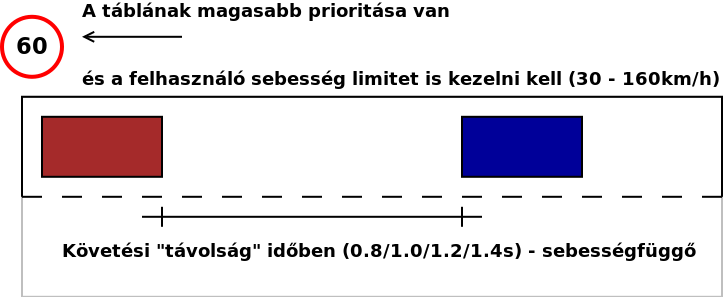 A táblának magasabb prioritása van
60
és a felhasználó sebesség limitet is kezelni kell (30 - 160km/h)
Követési "távolság" időben (0.8/1.0/1.2/1.4s) - sebességfüggő